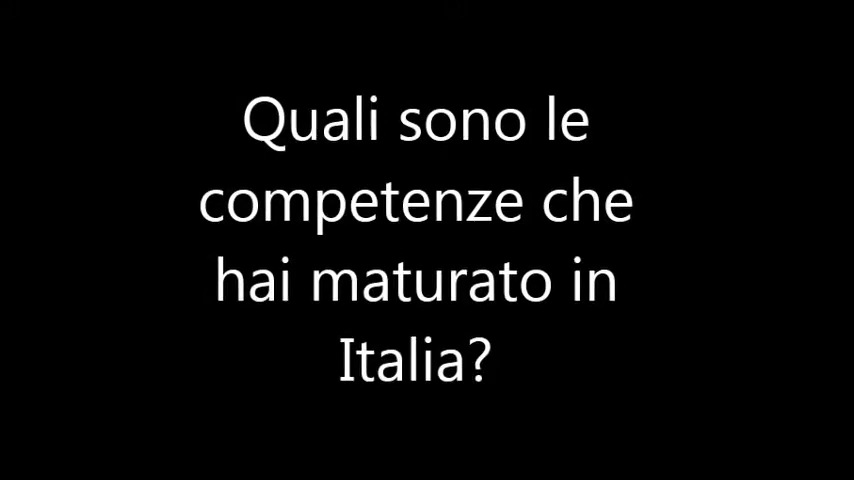 Quali sono le
competenze che
hai maturato in
Italia?